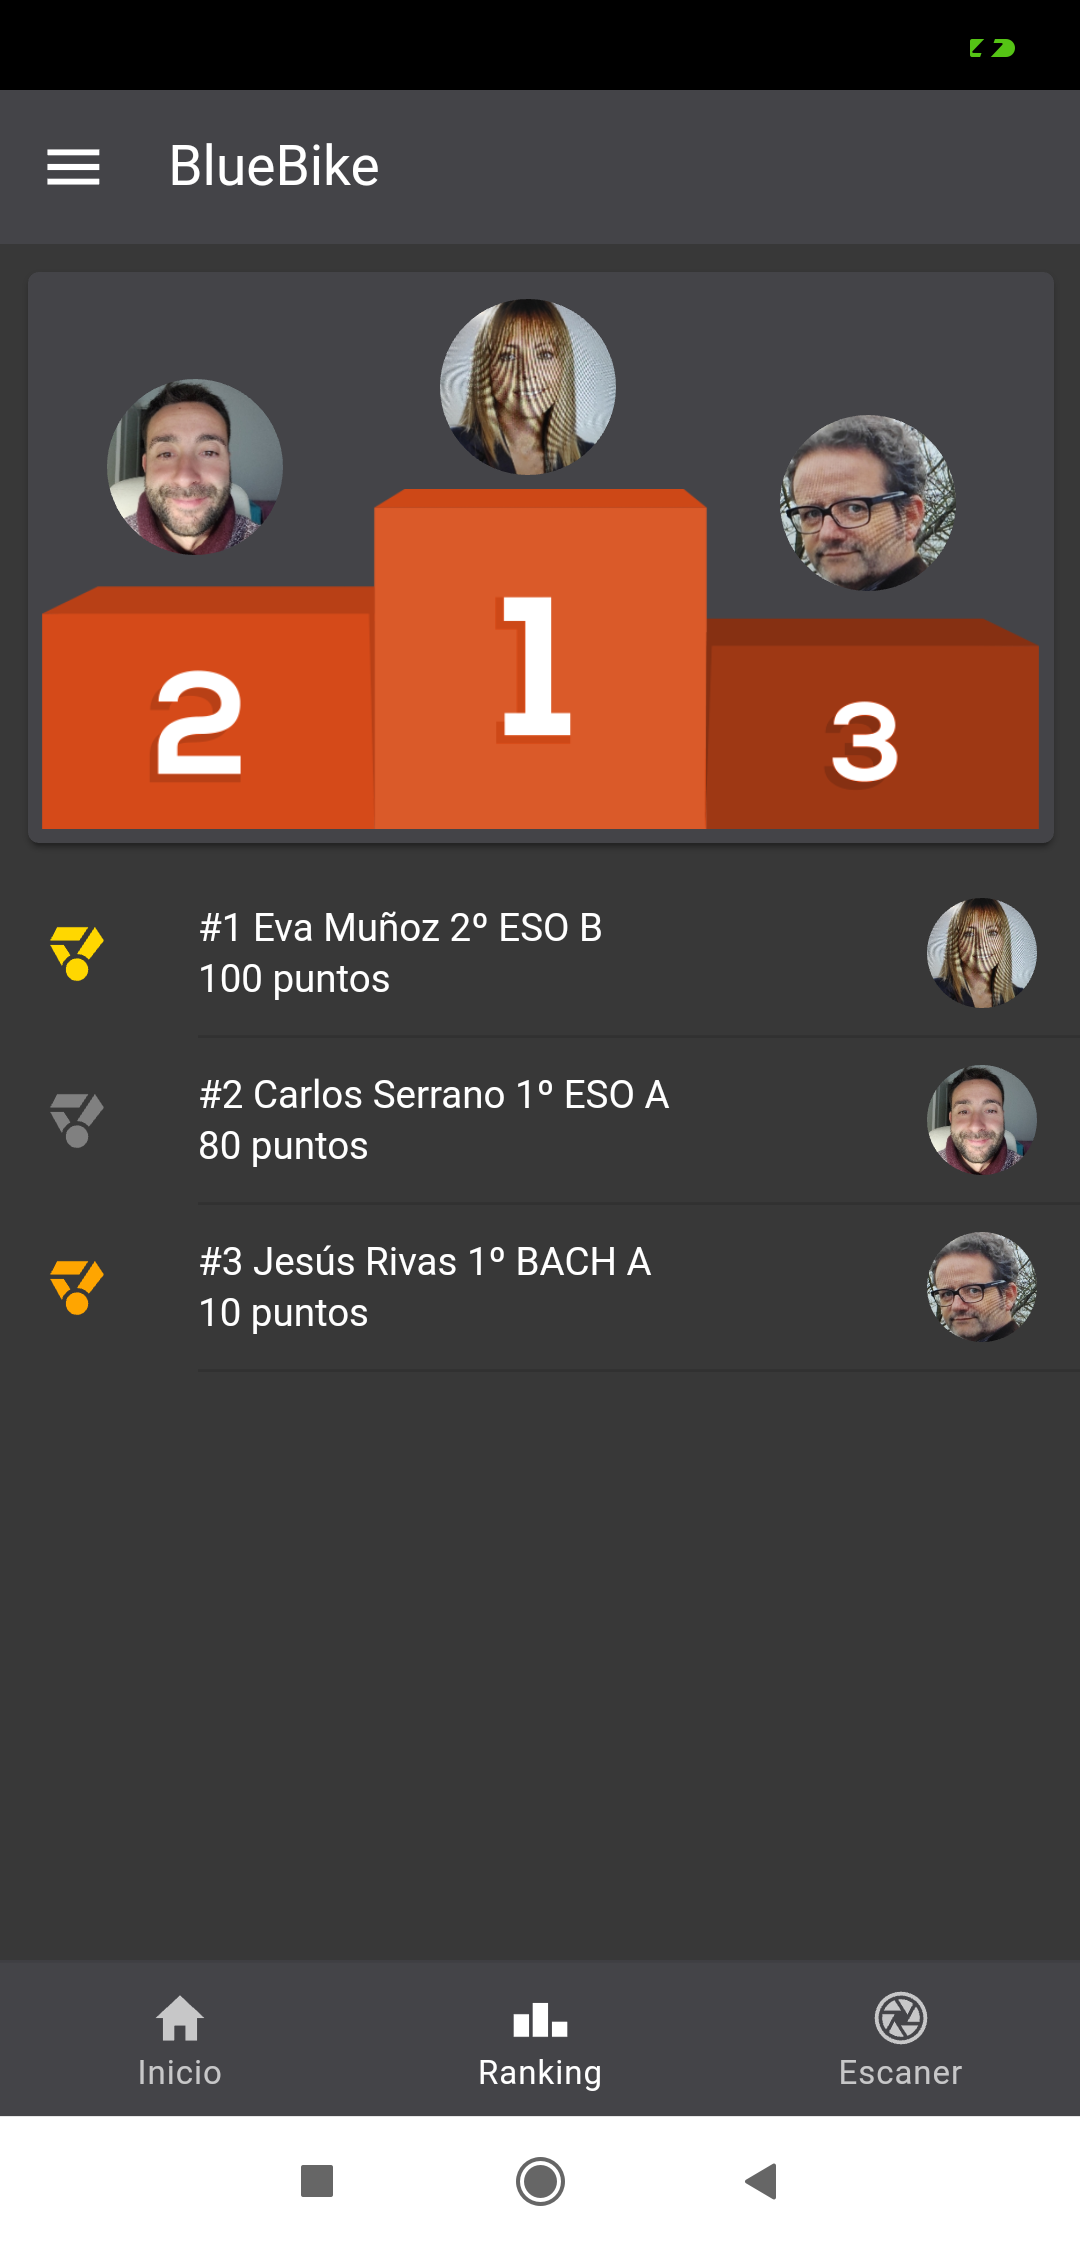 BlueBike
1
2
3
#1 Eva Muñoz 2º ESO B
100 puntos
#2 Carlos Serrano 1º ESO A
80 puntos
#3 Jesús Rivas 1º BACH A
10 puntos
Inicio
Ranking
Escaner